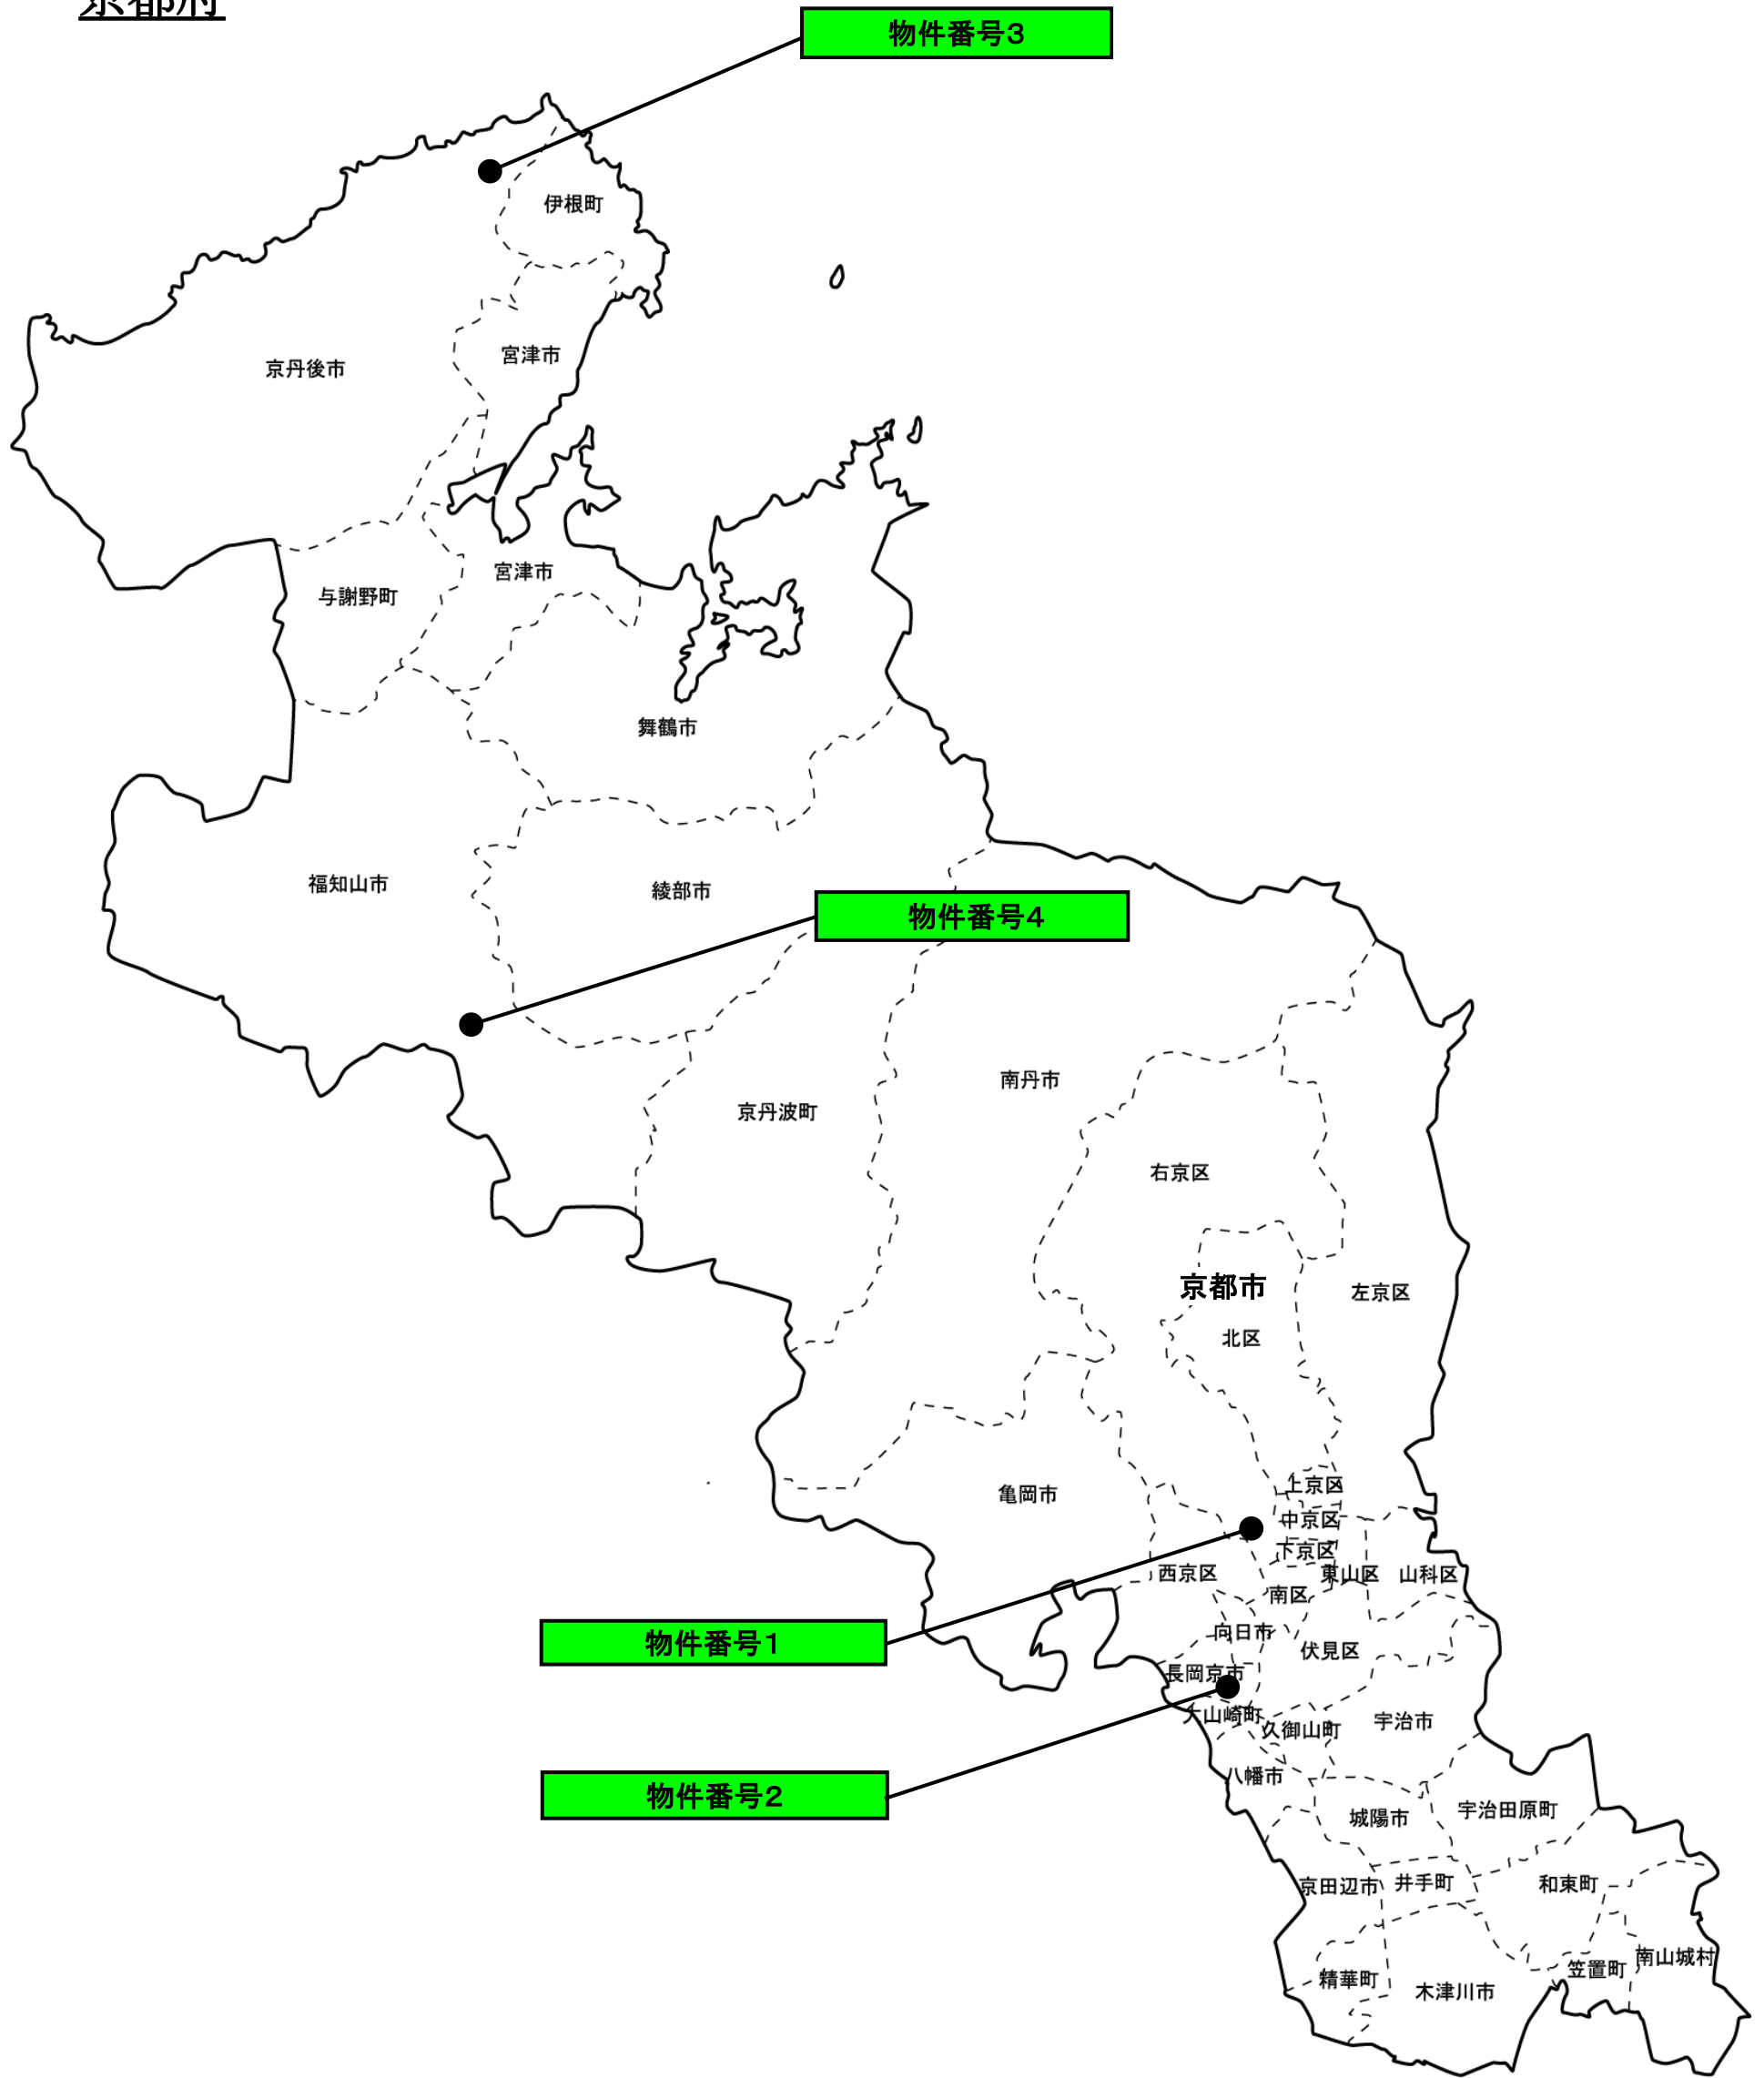 京都府
物件番号3
伊根町
京丹後市
宮津市
宮津市
与謝野町
舞鶴市
福知山市
綾部市
物件番号4
南丹市
京丹波町
右京区
京都市
左京区
北区
上京区
亀岡市
中京区
下京区
西京区
東山区
山科区
南区
向日市
物件番号1
伏見区
長岡京市
大山崎町
久御山町
宇治市
八幡市
物件番号2
城陽市
宇治田原町
京田辺市
井手町
和束町
南山城村
笠置町
精華町
木津川市